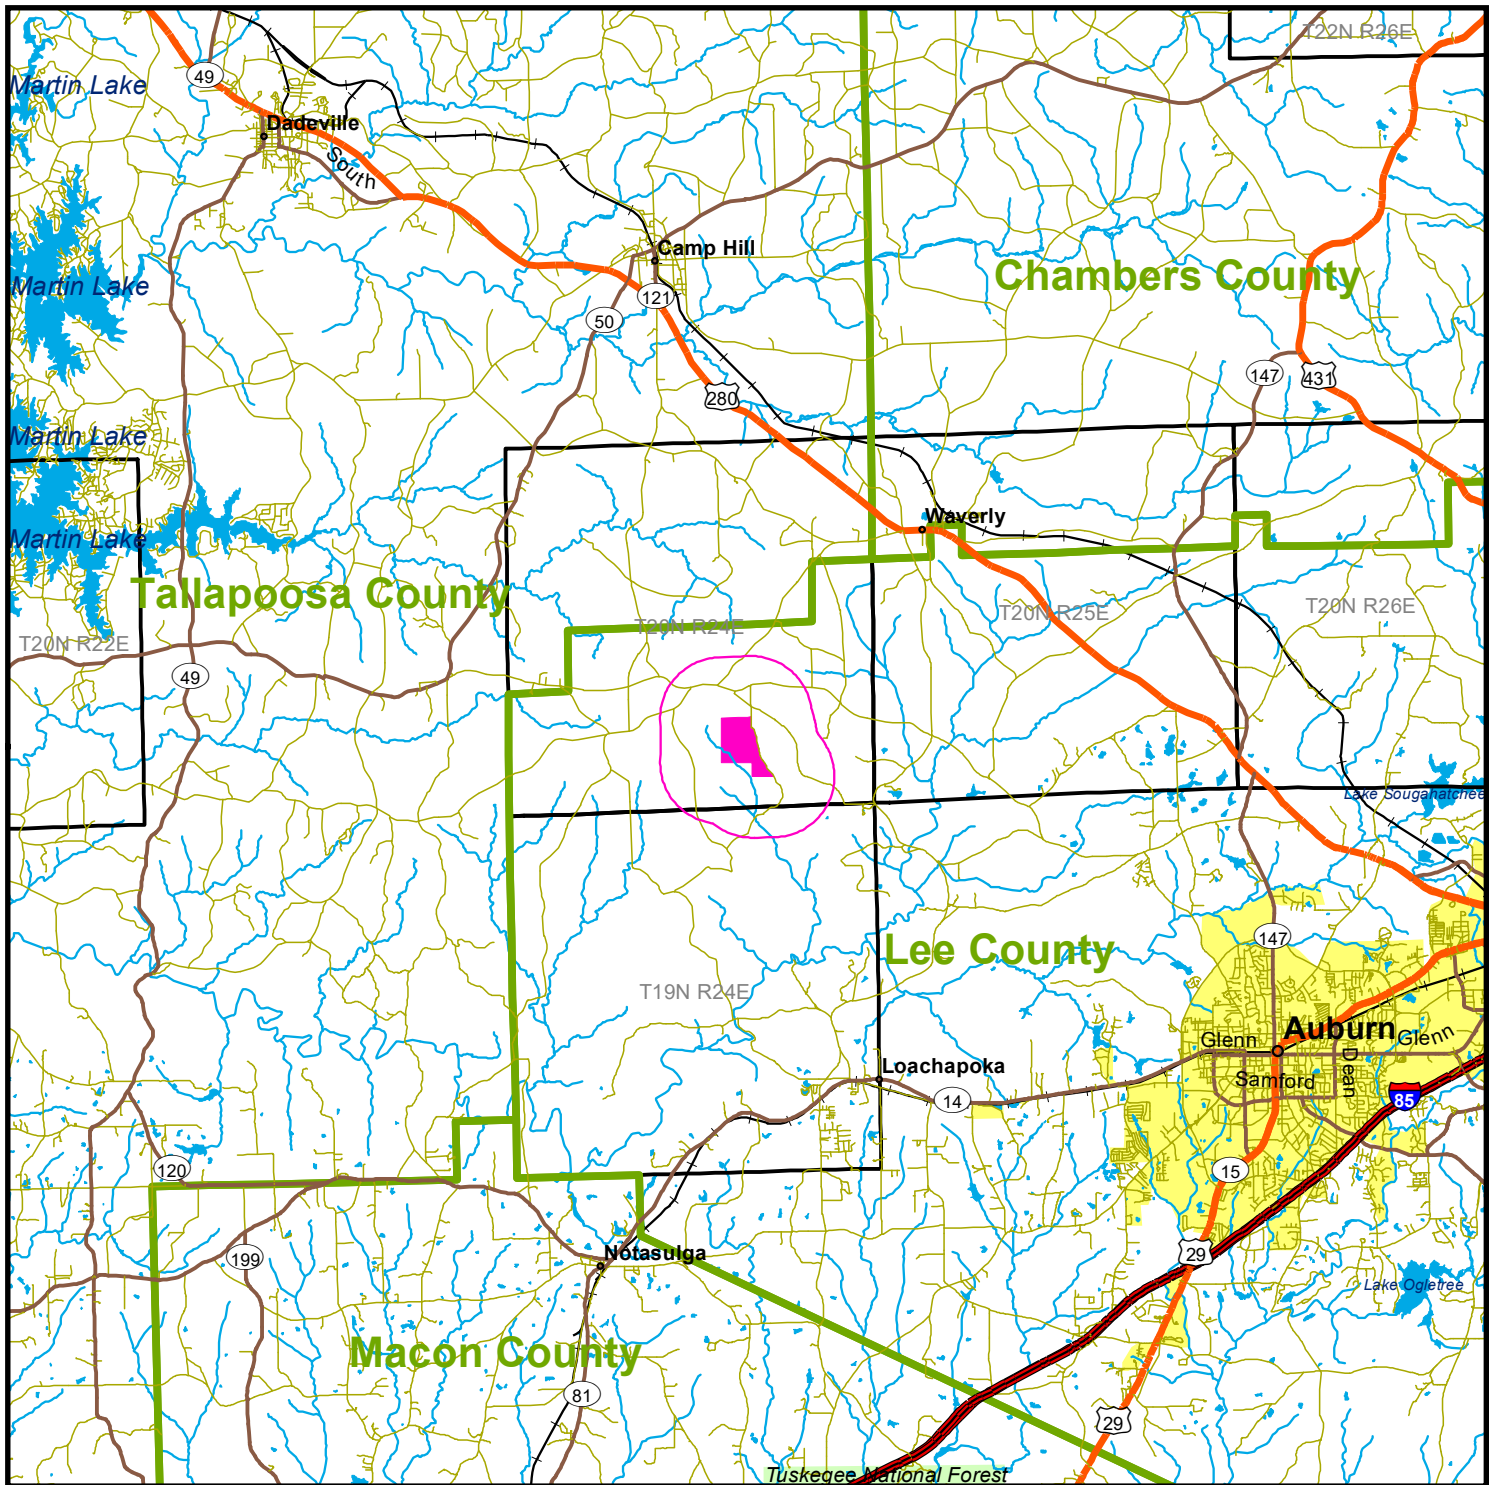 T22N R26E
49
Martin Lake
Dadeville
South
Camp Hill
Chambers County
Martin Lake
121
50
147
431
280
Martin Lake
Waverly
Martin Lake
Tallapoosa County
T20N R24E
T20N R25E
T20N R26E
T20N R22E
49
Lake Sougahatchee
147
Lee County
T19N R24E
Auburn
Glenn
Glenn
Dean
Samford
Loachapoka
14
85
120
15
199
Notasulga
29
Lake Ogletree
Macon County
81
29
Tuskegee National Forest